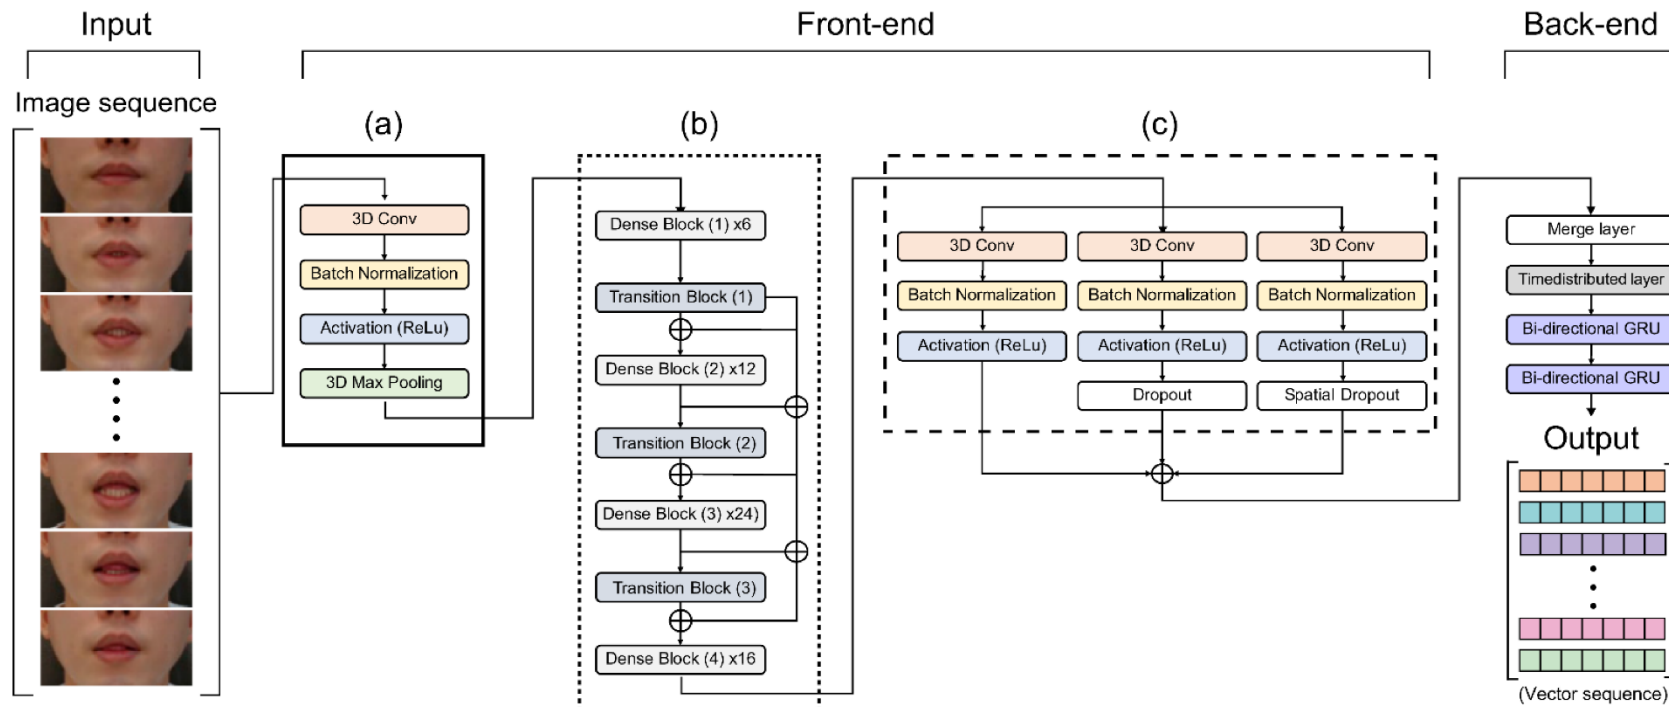 Input
Front-end
Back-end
Image sequence
(a)
(b)
(c)
3D Conv
Batch Normalization
Activation (ReLu)
3D Max Pooling
Dense Block (1) x6
Transition Block (1)
Dense Block (2) x12
Transition Block (2)
Dense Block (3) x24)
Transition Block (3)
Dense Block (4) x16
3D Conv
3D Conv
3D Conv
Batch Normalization
Batch Normalization
Batch Normalization
Activation (ReLu)
Activation (ReLu)
Activation (ReLu)
Dropout
Spatial Dropout
Merge layer
Timedistributed layer
Bi-directional GRU
Bi-directional GRU
Output
(Vector sequence)